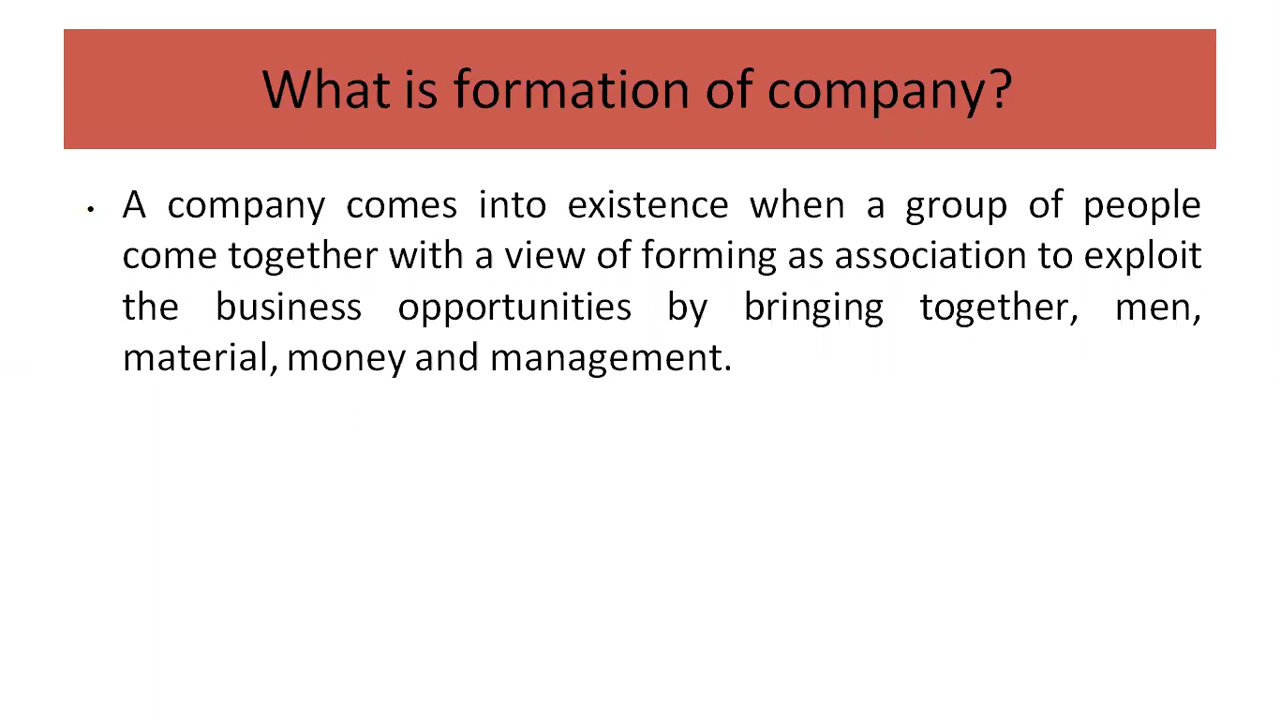 What is formation of company?
• A company comes into existence when a group of people
come together with a view of forming as association to exploit
the business opportunities by bringing together, men,
material, money and management.